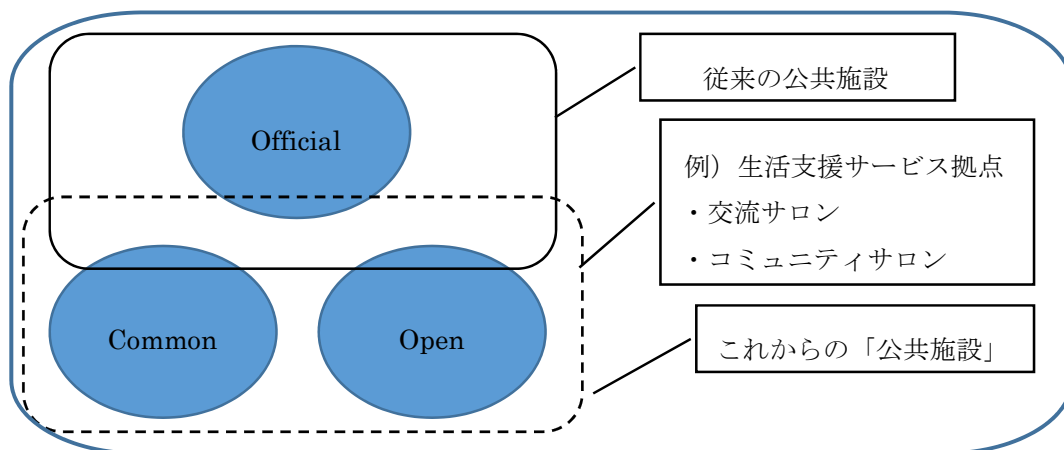 Official
Common
Open
従来の公共施設
例）生活支援サービス拠点
・交流サロン
・コミュニティサロン
これからの「公共施設」